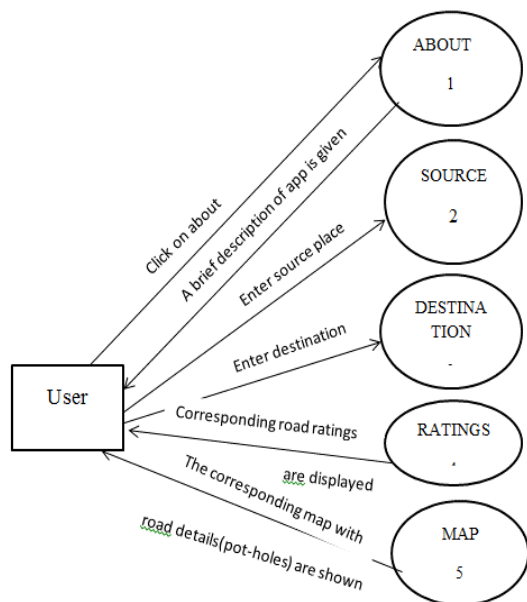 ABOUT
1
Click on about
A brief description of app is given
SOURCE
2
Enter source place
DESTINA
TION
Enter destination
User
RATINGS
Corresponding road ratings
are displayed
MAP
5
The corresponding map with
road details(pot-holes) are shown